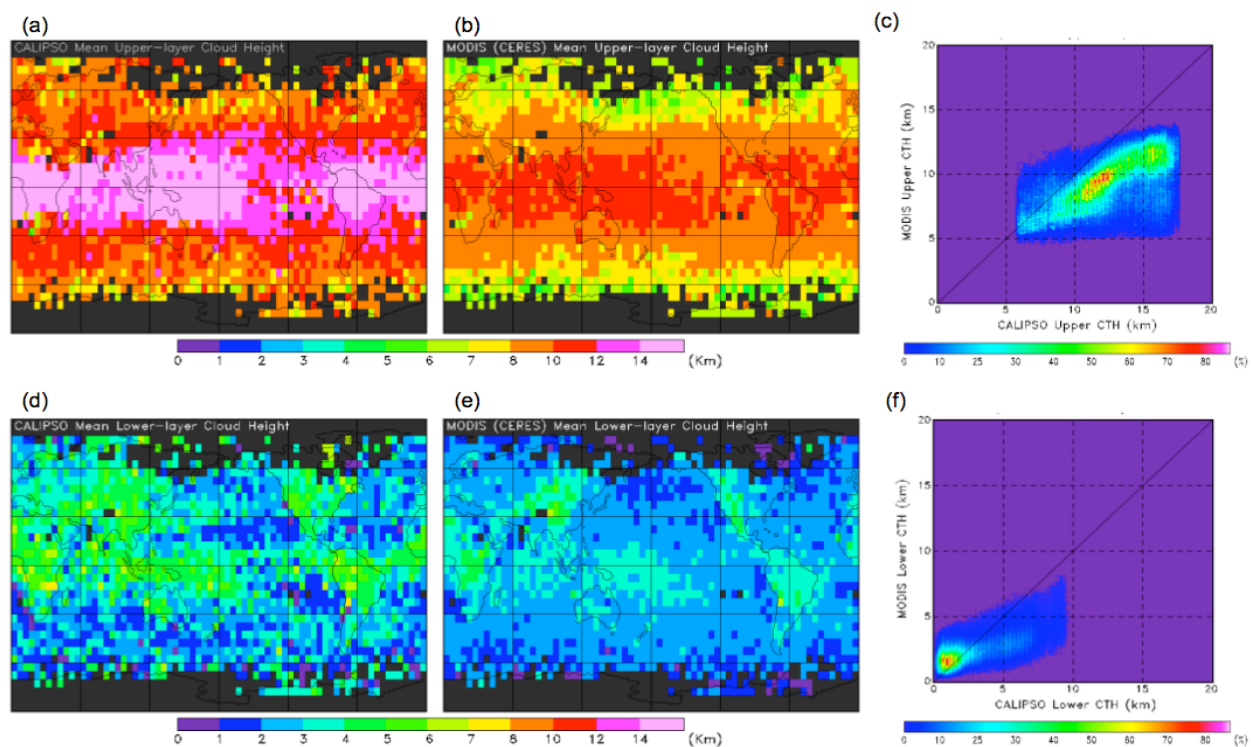 (a)
(b)
(c)
CALIPSO Mean Upper-layer Cloud Height
MODIS (CERES) Mean Upper-layer Cloud Height
20
15
10
5
0
MODIS Upper CTH (km)
0 5 10 15 20
CALIPSO Upper CTH (km)
0 1 2 3 4 5 6 7 8 10 12 14 (Km)
0 10 20 30 40 50 60 70 80 (%)
(d)
(e)
(f)
CALIPSO Mean Lower-layer Cloud Height
MODIS (CERES) Mean Lower-layer Cloud Height
20
15
10
5
0
MODIS Lower CTH (km)
0 5 10 15 20
CALIPSO Lower CTH (km)
0 1 2 3 4 5 6 7 8 10 12 14 (Km)
0 10 20 30 40 50 60 70 80 (%)